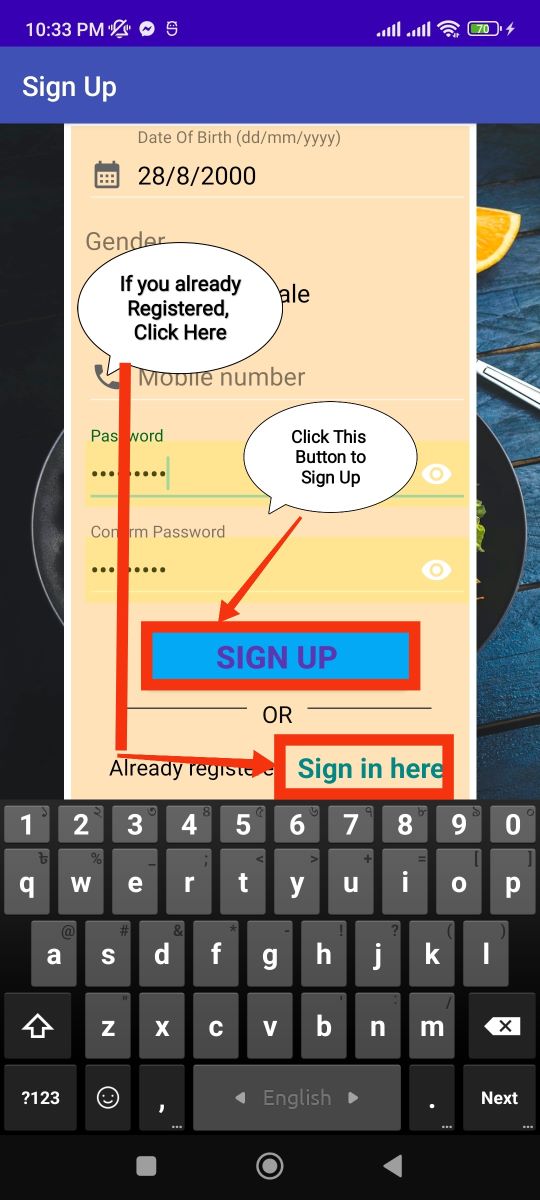 10:33 PM
70
Sign Up
Date Of Birth (dd/mm/yyyy)
28/8/2000
Gender
If you already
Registered,
Click Here
ale
Mobile number
Password
Click This
Button to
Sign Up
•••••••••
Confirm Password
•••••••••
SIGN UP
OR
Already registere
Sign in here
1 2 3 4 5 6 7 8 9 0
q w e r t y u i o p
@ # & * - ! ? ( )
a s d f g h j k l
z x c v b n m
?123 , English . Next